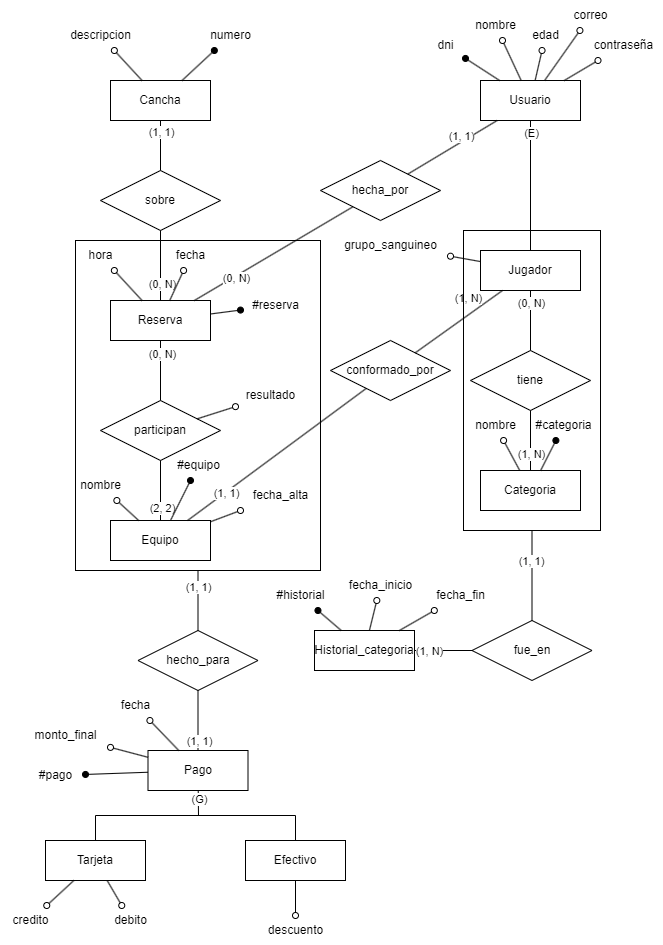 correo
nombre
descripcion
numero
edad
dni
contraseña
Cancha
Usuario
(1, 1)
(1, 1)
(E)
hecha_por
sobre
grupo_sanguineo
hora
fecha
Jugador
(0, N)
(0, N)
(1, N)
(0, N)
#reserva
Reserva
(0, N)
conformado_por
tiene
resultado
nombre
#categoria
participan
(1, N)
#equipo
nombre
(1, 1)
fecha_alta
Categoria
(2, 2)
Equipo
(1, 1)
(1, 1)
fecha_inicio
#historial
fecha_fin
Historial_categoria
(1, N)
fue_en
hecho_para
fecha
monto_final
(1, 1)
#pago
Pago
(G)
Tarjeta
Efectivo
credito
debito
descuento